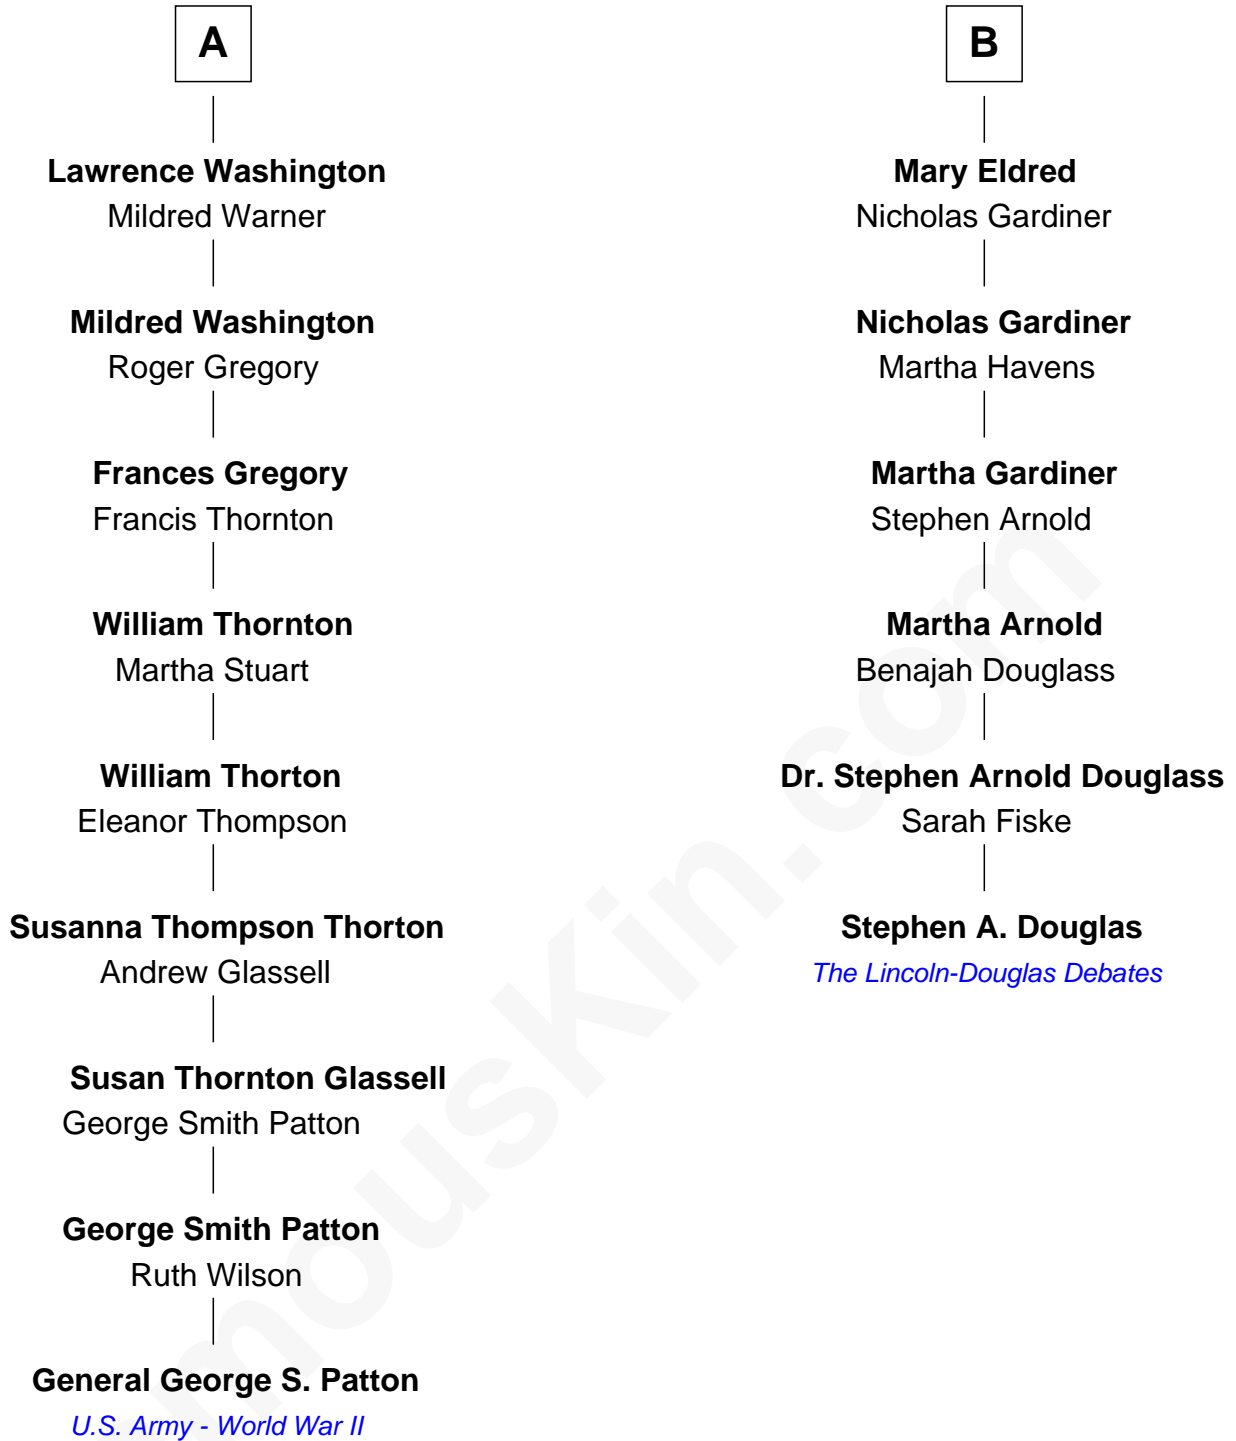 A
Lawrence Washington
Mildred Warner
Mildred Washington
Roger Gregory
Frances Gregory
Francis Thornton
William Thornton
Martha Stuart
William Thorton
Eleanor Thompson
Susanna Thompson Thorton
Andrew Glassell
Susan Thornton Glassell
George Smith Patton
George Smith Patton
Ruth Wilson
General George S. Patton
U.S. Army - World War II
B
Mary Eldred
Nicholas Gardiner
Nicholas Gardiner
Martha Havens
Martha Gardiner
Stephen Arnold
Martha Arnold
Benajah Douglass
Dr. Stephen Arnold Douglass
Sarah Fiske
Stephen A. Douglas
The Lincoln-Douglas Debates
mousKin.com